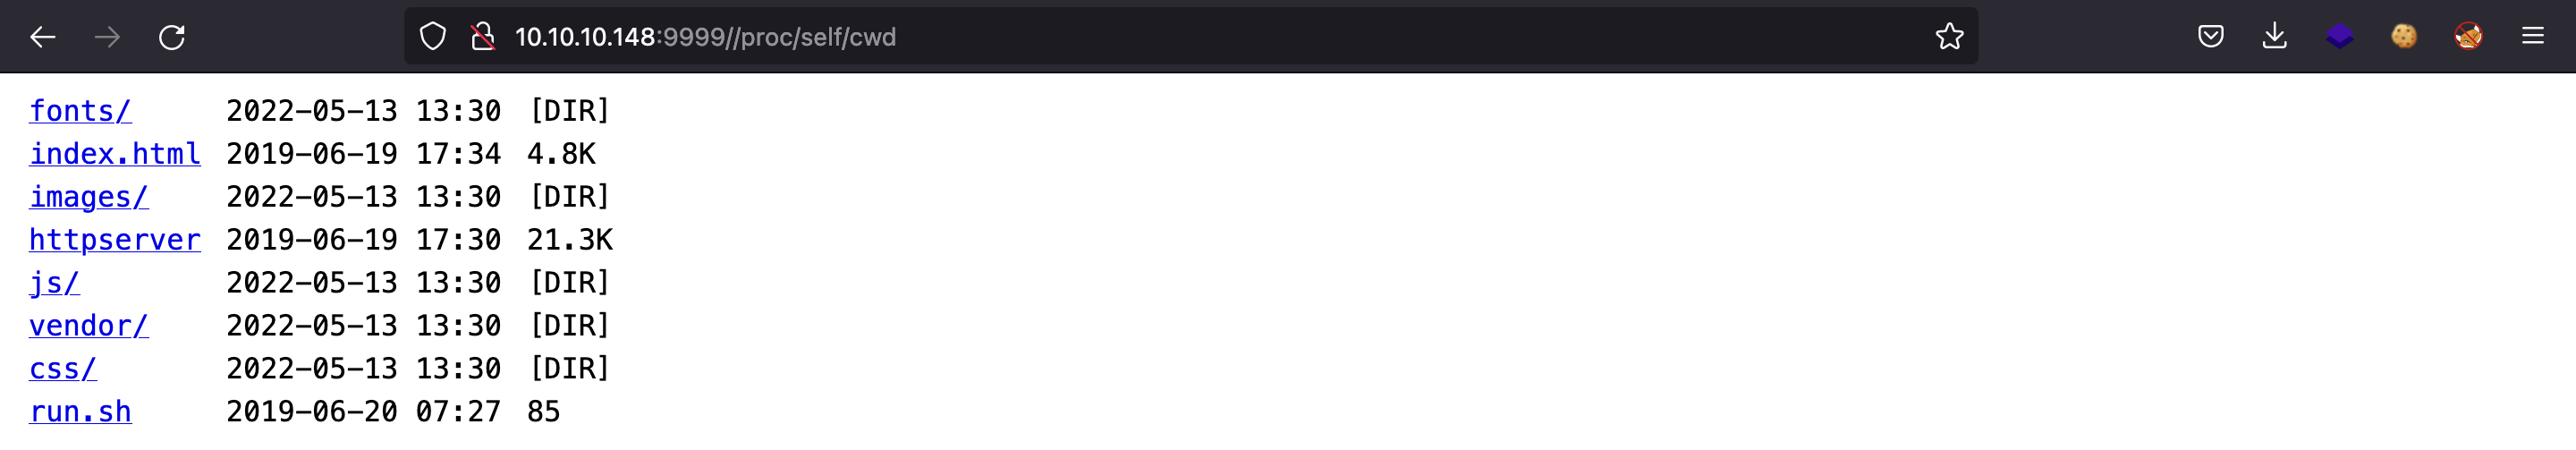 10.10.10.148:9999//proc/self/cwd
fonts/ 2022-05-13 13:30 [DIR]
index.html 2019-06-19 17:34 4.8K
images/ 2022-05-13 13:30 [DIR]
httpserver 2019-06-19 17:30 21.3K
js/ 2022-05-13 13:30 [DIR]
vendor/ 2022-05-13 13:30 [DIR]
css/ 2022-05-13 13:30 [DIR]
run.sh 2019-06-20 07:27 85